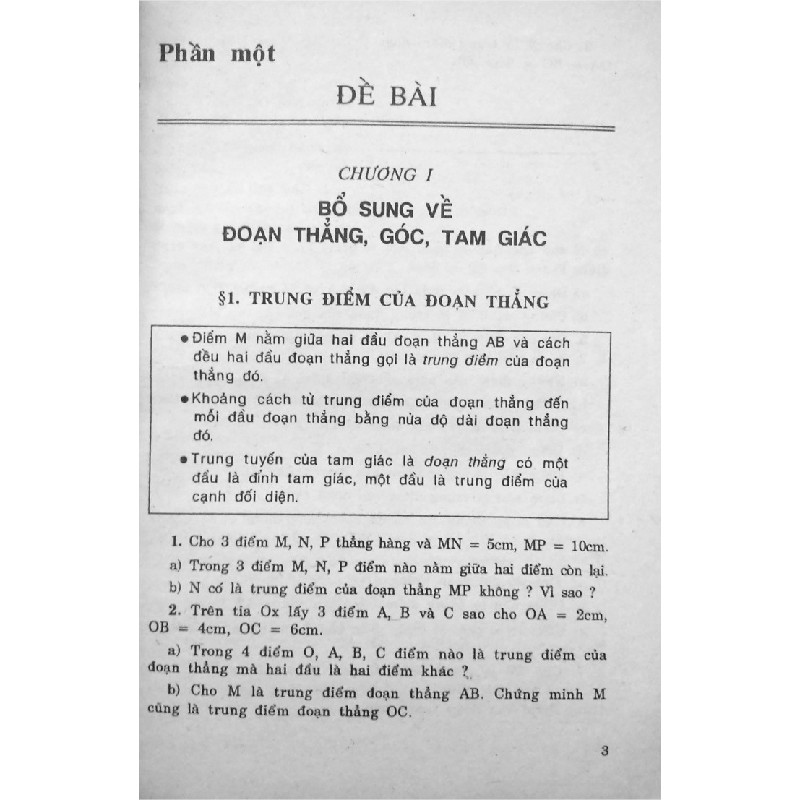 Phần một
ĐỀ BÀI
CHƯƠNG I
BỔ SUNG VỀ
ĐOẠN THẲNG, GÓC, TAM GIÁC
§1. TRUNG ĐIỂM CỦA ĐOẠN THẲNG
● Điểm M nằm giữa hai đầu đoạn thẳng AB và cách
đều hai đầu đoạn thẳng gọi là trung điểm của đoạn
thẳng đó.
● Khoảng cách từ trung điểm của đoạn thẳng đến
mỗi đầu đoạn thẳng bằng nửa độ dài đoạn thẳng
đó.
● Trung tuyến của tam giác là đoạn thẳng có một
đầu là đỉnh tam giác, một đầu là trung điểm của
cạnh đối diện.
1. Cho 3 điểm M, N, P thẳng hàng và MN = 5cm, MP = 10cm.
a) Trong 3 điểm M, N, P điểm nào nằm giữa hai điểm còn lại.
b) N có là trung điểm của đoạn thẳng MP không ? Vì sao ?
2. Trên tia Ox lấy 3 điểm A, B và C sao cho OA = 2cm,
OB = 4cm, OC = 6cm.
a) Trong 4 điểm O, A, B, C điểm nào là trung điểm của
đoạn thẳng mà hai đầu là hai điểm khác ?
b) Cho M là trung điểm đoạn thẳng AB. Chứng minh M
cũng là trung điểm đoạn thẳng OC.
3